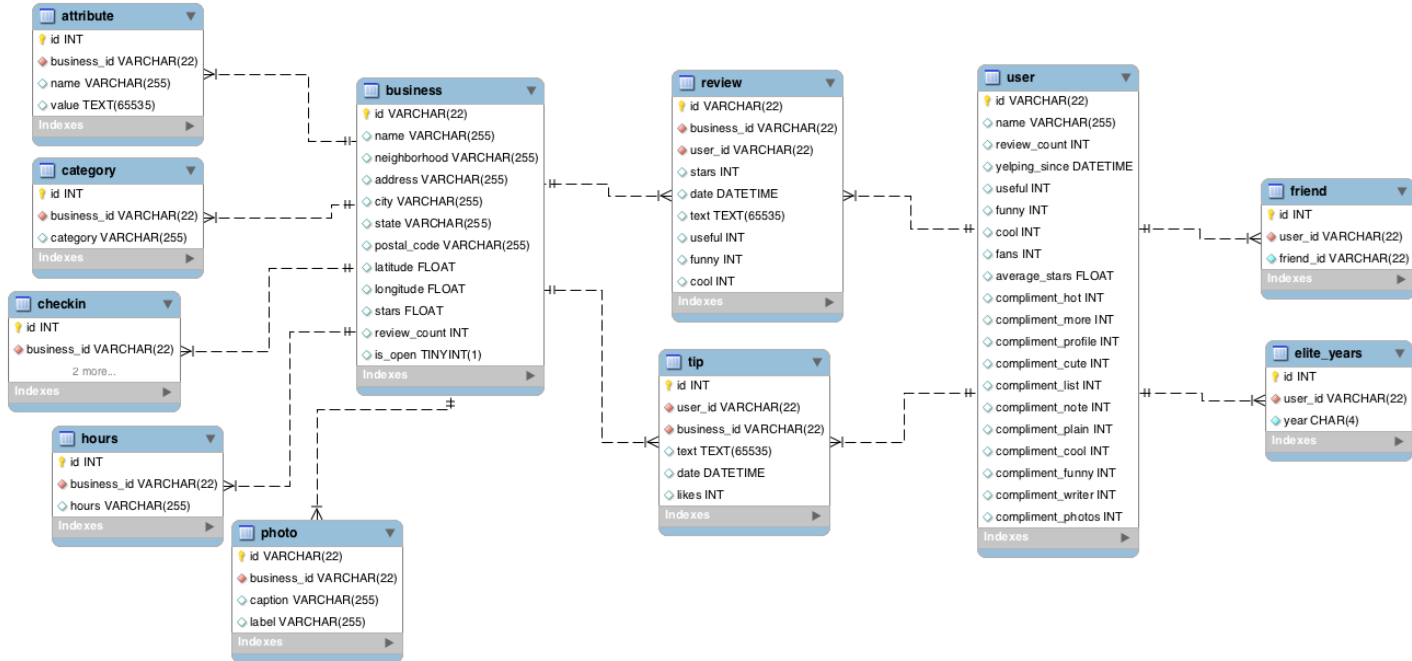 attribute
id INT
business_id VARCHAR(22)
name VARCHAR(255)
value TEXT(65535)
Indexes
category
id INT
business_id VARCHAR(22)
category VARCHAR(255)
Indexes
checkin
id INT
business_id VARCHAR(22)
2 more...
Indexes
hours
id INT
business_id VARCHAR(22)
hours VARCHAR(255)
Indexes
photo
id VARCHAR(22)
business_id VARCHAR(22)
caption VARCHAR(255)
label VARCHAR(255)
Indexes
business
id VARCHAR(22)
name VARCHAR(255)
neighborhood VARCHAR(255)
address VARCHAR(255)
city VARCHAR(255)
state VARCHAR(255)
postal_code VARCHAR(255)
latitude FLOAT
longitude FLOAT
stars FLOAT
review_count INT
is_open TINYINT(1)
Indexes
review
id VARCHAR(22)
business_id VARCHAR(22)
user_id VARCHAR(22)
stars INT
date DATETIME
text TEXT(65535)
useful INT
funny INT
cool INT
Indexes
tip
id INT
user_id VARCHAR(22)
business_id VARCHAR(22)
text TEXT(65535)
date DATETIME
likes INT
Indexes
user
id VARCHAR(22)
name VARCHAR(255)
review_count INT
yelping_since DATETIME
useful INT
funny INT
cool INT
fans INT
average_stars FLOAT
compliment_hot INT
compliment_more INT
compliment_profile INT
compliment_cute INT
compliment_list INT
compliment_note INT
compliment_plain INT
compliment_cool INT
compliment_funny INT
compliment_writer INT
compliment_photos INT
Indexes
friend
id INT
user_id VARCHAR(22)
friend_id VARCHAR(22)
Indexes
elite_years
id INT
user_id VARCHAR(22)
year CHAR(4)
Indexes